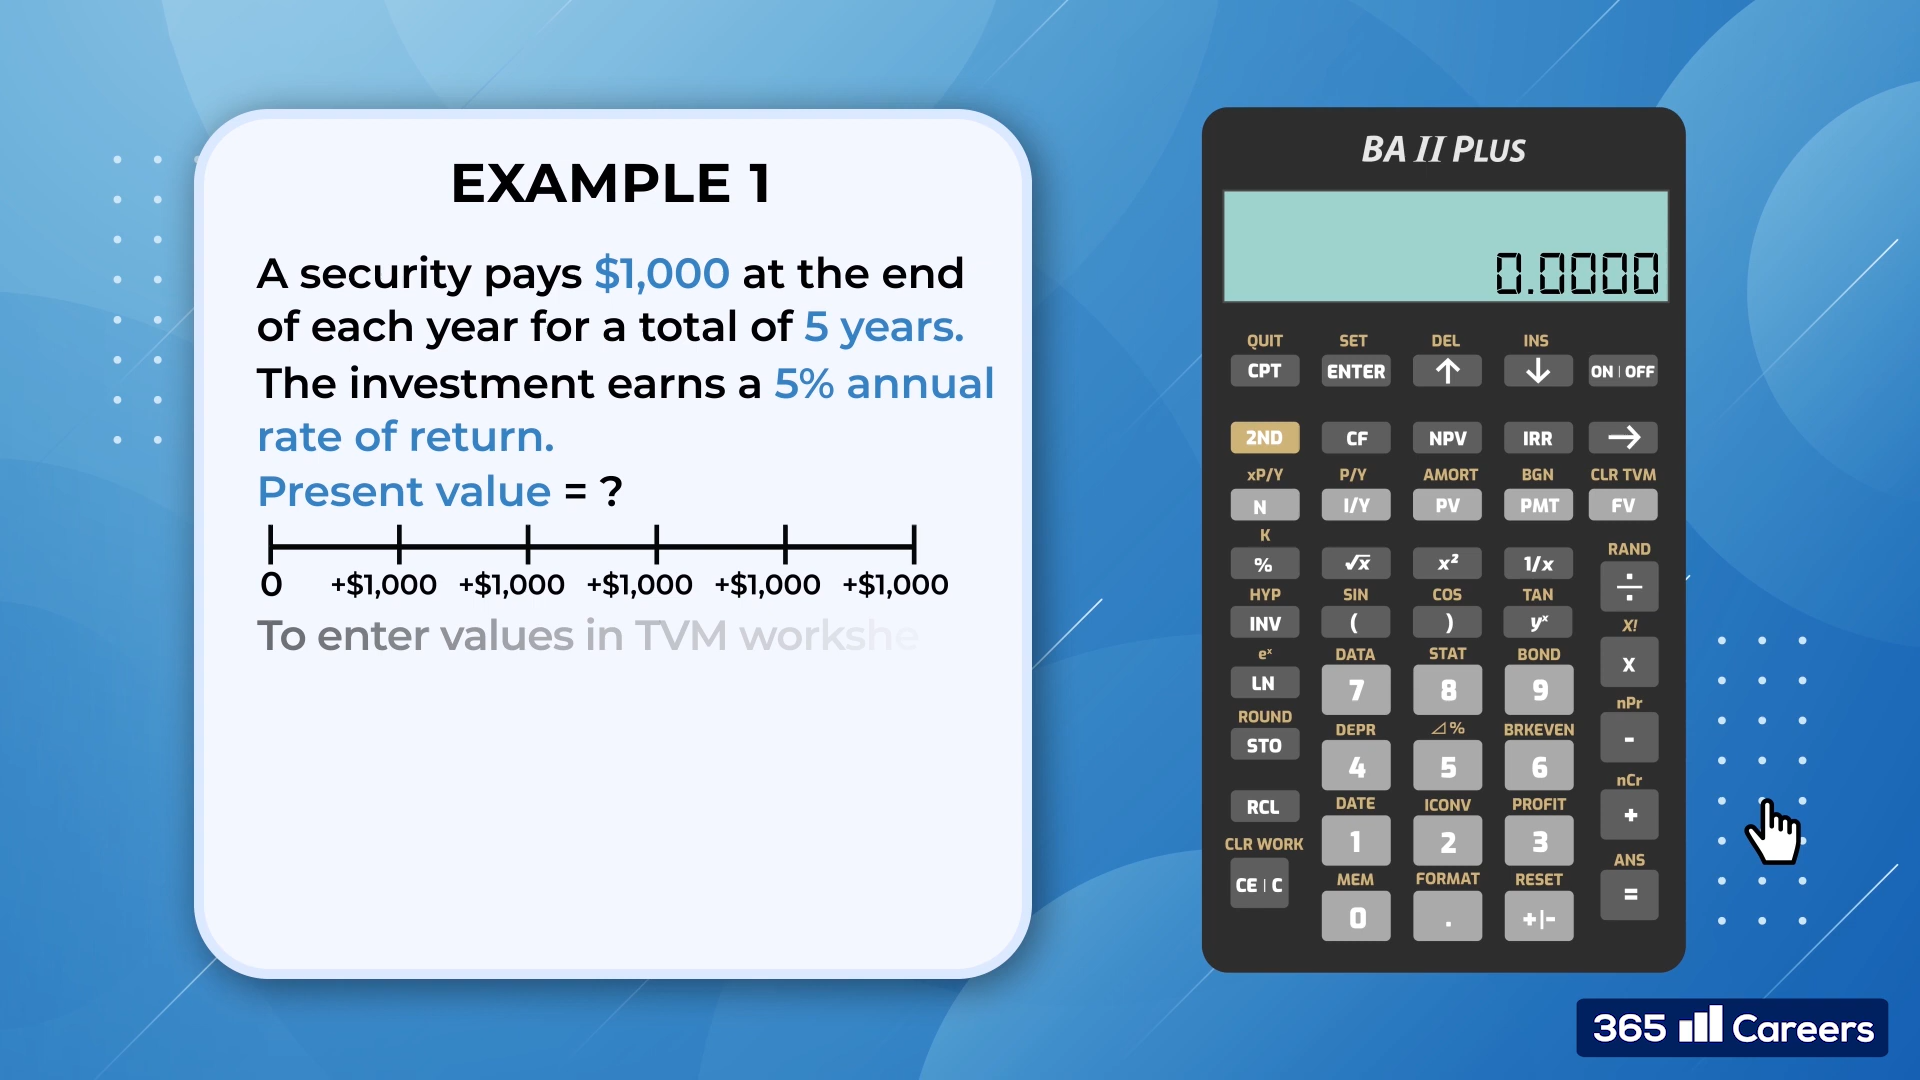 EXAMPLE 1
A security pays $1,000 at the end
of each year for a total of 5 years.
The investment earns a 5% annual
rate of return.
Present value = ?
0 +$1,000 +$1,000 +$1,000 +$1,000 +$1,000
To enter values in TVM workshe
BA II PLUS
0.0000
QUIT SET DEL INS
CPT ENTER ↑ ↓ ON | OFF
2ND CF NPV IRR →
xP/Y P/Y AMORT BGN CLR TVM
N I/Y PV PMT FV
K RAND
% √x x² 1/x ÷
HYP SIN COS TAN
INV ( ) yˣ X!
eˣ DATA STAT BOND
LN 7 8 9 x
ROUND DEPR ⊿% BRKEVEN nPr
STO 4 5 6 -
DATE ICONV PROFIT nCr
RCL 1 2 3 +
CLR WORK MEM FORMAT RESET ANS
CE | C 0 . +|- =
365 Careers